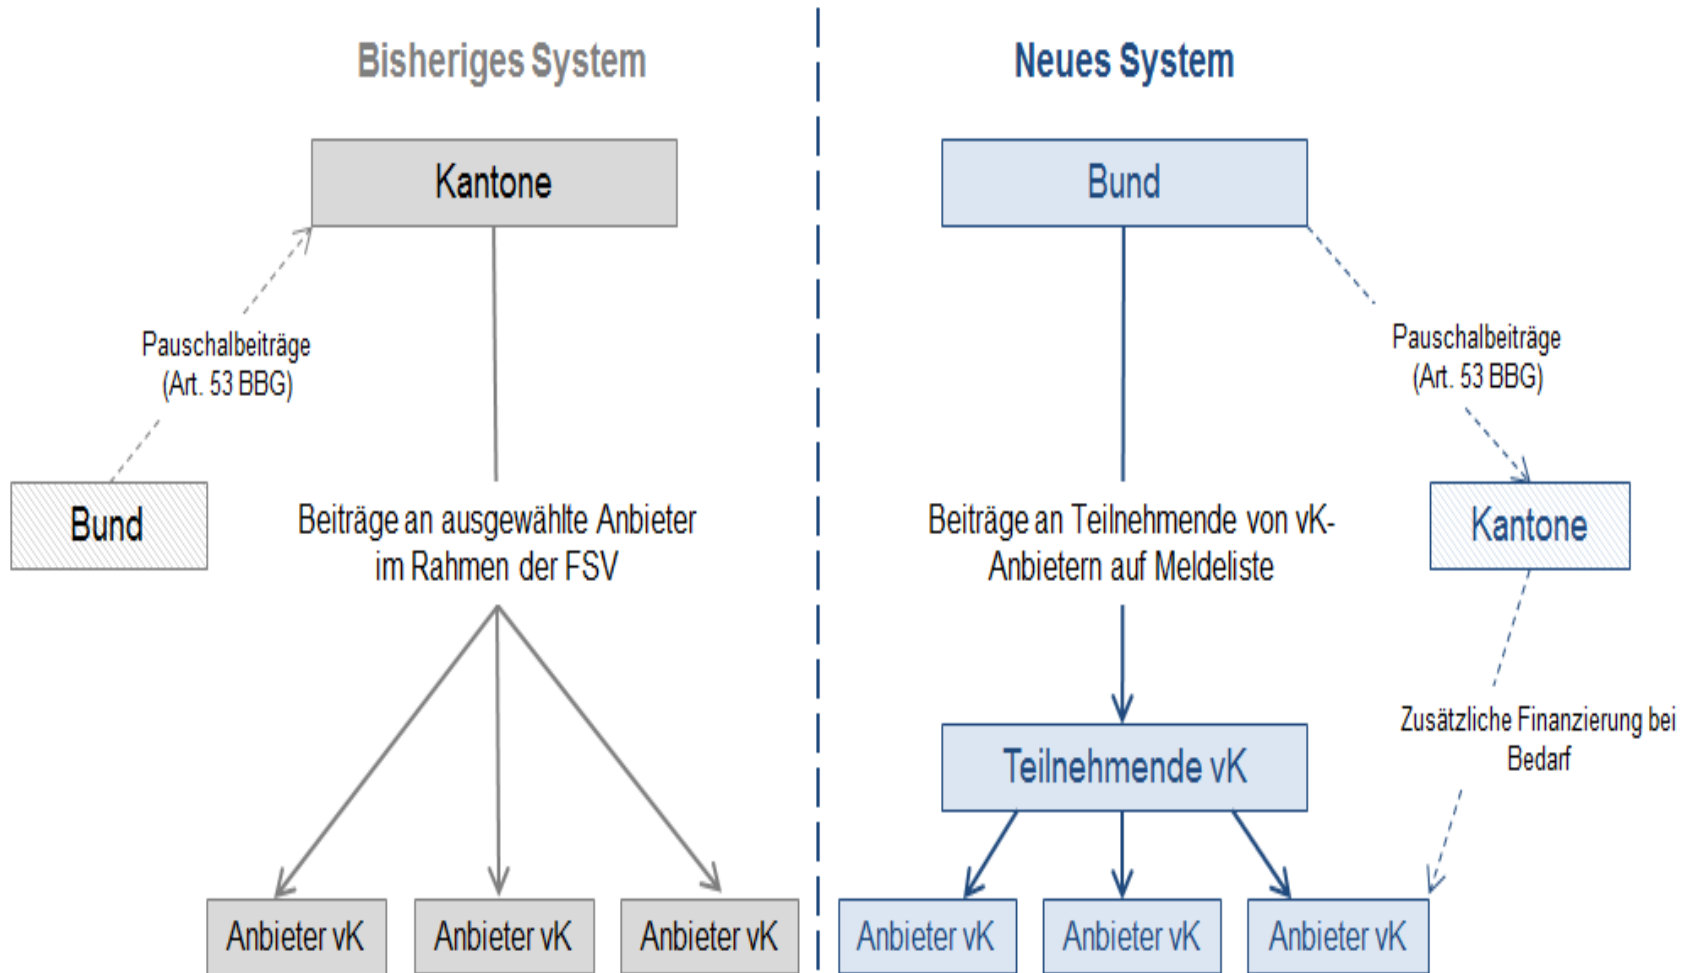 Bisheriges System
Kantone
Pauschalbeiträge
(Art. 53 BBG)
Bund
Beiträge an ausgewählte Anbieter
im Rahmen der FSV
Anbieter vK
Anbieter vK
Anbieter vK
Neues System
Bund
Pauschalbeiträge
(Art. 53 BBG)
Kantone
Beiträge an Teilnehmende von vK-
Anbietern auf Meldeliste
Zusätzliche Finanzierung bei
Bedarf
Teilnehmende vK
Anbieter vK
Anbieter vK
Anbieter vK